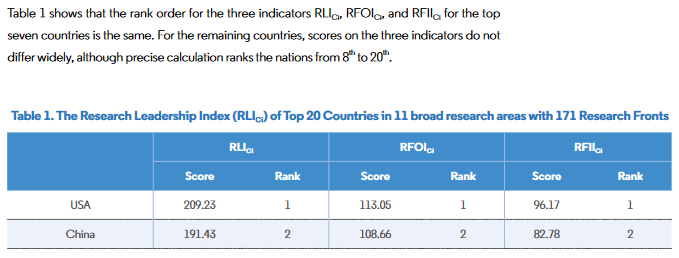 Table 1 shows that the rank order for the three indicators RLICi, RFOICi, and RFIICi for the top
seven countries is the same. For the remaining countries, scores on the three indicators do not
differ widely, although precise calculation ranks the nations from 8th to 20th.
Table 1. The Research Leadership Index (RLICi) of Top 20 Countries in 11 broad research areas with 171 Research Fronts
RLICi RFOICi RFIICi
Score Rank Score Rank Score Rank
USA 209.23 1 113.05 1 96.17 1
China 191.43 2 108.66 2 82.78 2